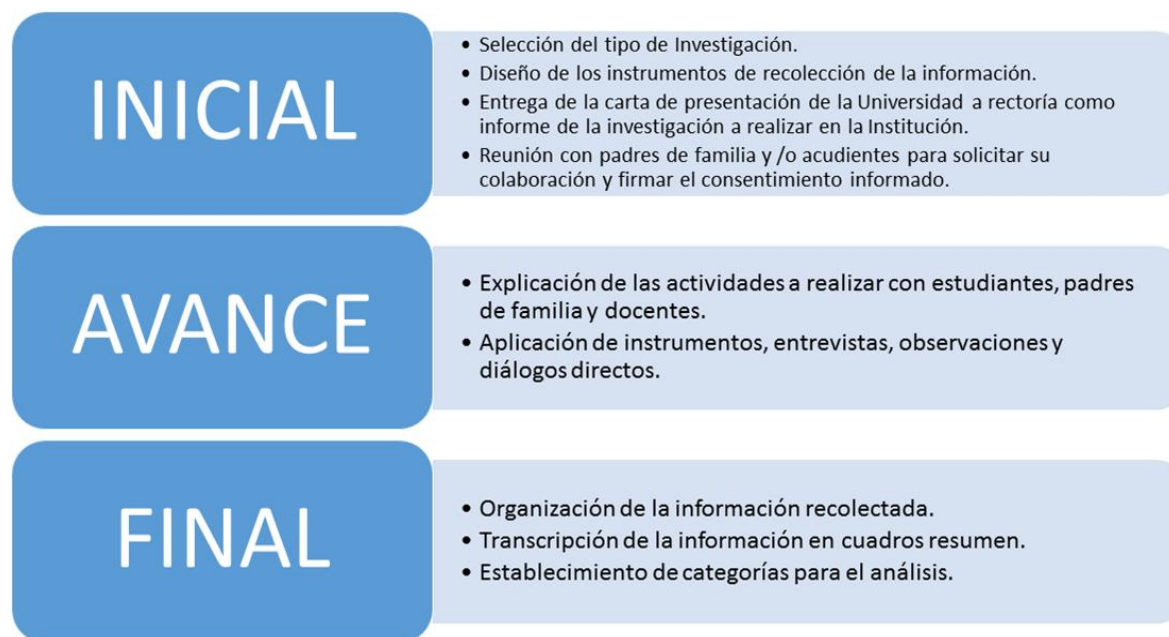 INICIAL
• Selección del tipo de Investigación.
• Diseño de los instrumentos de recolección de la información.
• Entrega de la carta de presentación de la Universidad a rectoría como
informe de la investigación a realizar en la Institución.
• Reunión con padres de familia y /o acudientes para solicitar su
colaboración y firmar el consentimiento informado.
AVANCE
• Explicación de las actividades a realizar con estudiantes, padres
de familia y docentes.
• Aplicación de instrumentos, entrevistas, observaciones y
diálogos directos.
FINAL
• Organización de la información recolectada.
• Transcripción de la información en cuadros resumen.
• Establecimiento de categorías para el análisis.